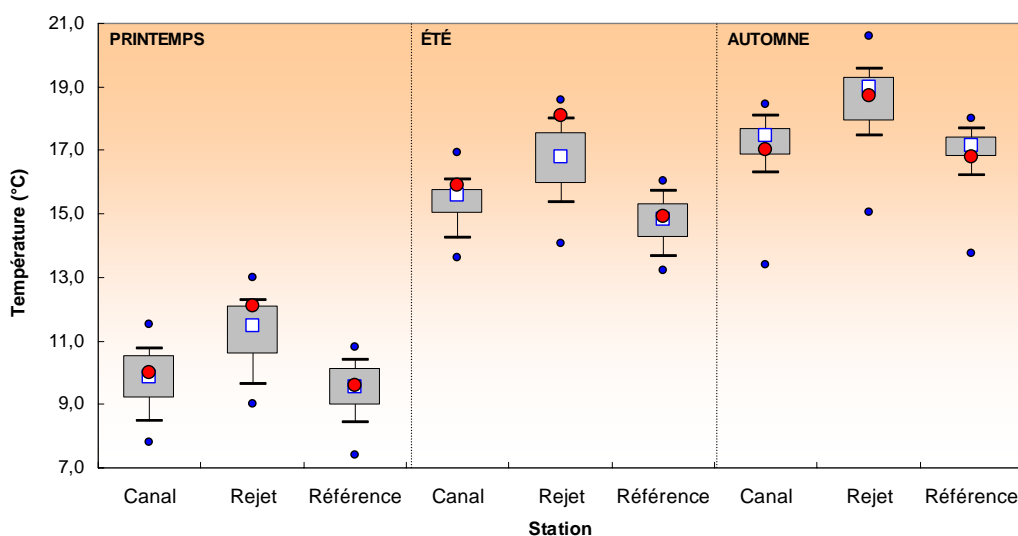 PRINTEMPS ÉTÉ AUTOMNE
Température (°C)
21,0
19,0
17,0
15,0
13,0
11,0
9,0
7,0
Canal Rejet Référence Canal Rejet Référence Canal Rejet Référence
Station